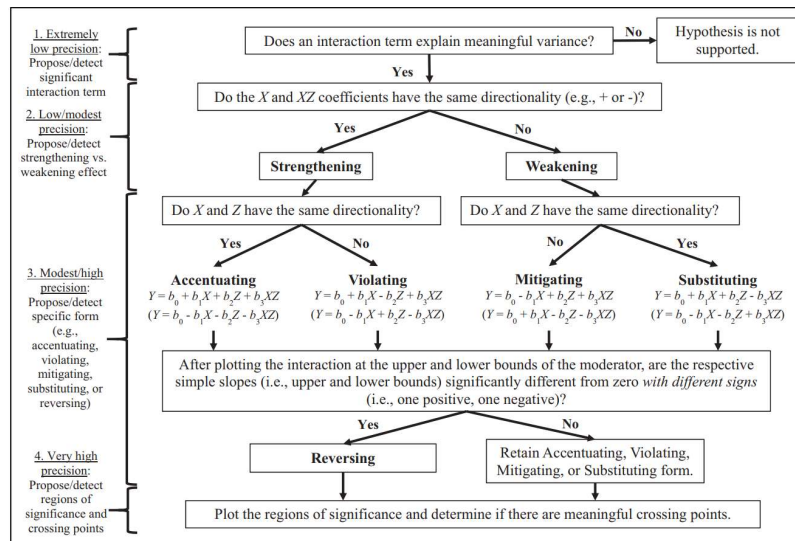 1. Extremely
low precision:
Propose/detect
significant
interaction
term
Does an interaction term explain meaningful variance?
No
Hypothesis is not
supported.
Yes
2. Low/modest
precision:
Propose/detect
strengthening vs.
weakening effect
Do the X and XZ coefficients have the same directionality (e.g., + or -)?
Yes
No
Strengthening
Weakening
3. Modest/high
precision:
Propose/detect
specific form
(e.g.,
accentuating,
violating,
mitigating,
substituting, or
reversing)
Do X and Z have the same directionality?
Do X and Z have the same directionality?
Yes
No
No
Yes
Accentuating
Y = b₀ + b₁X + b₂Z + b₃XZ
(Y = b₀ - b₁X - b₂Z - b₃XZ)
Violating
Y = b₀ + b₁X - b₂Z + b₃XZ
(Y = b₀ - b₁X + b₂Z - b₃XZ)
Mitigating
Y = b₀ - b₁X + b₂Z + b₃XZ
(Y = b₀ + b₁X - b₂Z - b₃XZ)
Substituting
Y = b₀ + b₁X + b₂Z - b₃XZ
(Y = b₀ - b₁X - b₂Z + b₃XZ)
After plotting the interaction at the upper and lower bounds of the moderator, are the respective
simple slopes (i.e., upper and lower bounds) significantly different from zero with different signs
(i.e., one positive, one negative)?
Yes
No
Reversing
Retain Accentuating, Violating,
Mitigating, or Substituting form.
4. Very high
precision:
Propose/detect
regions of
significance and
crossing points
Plot the regions of significance and determine if there are meaningful crossing points.